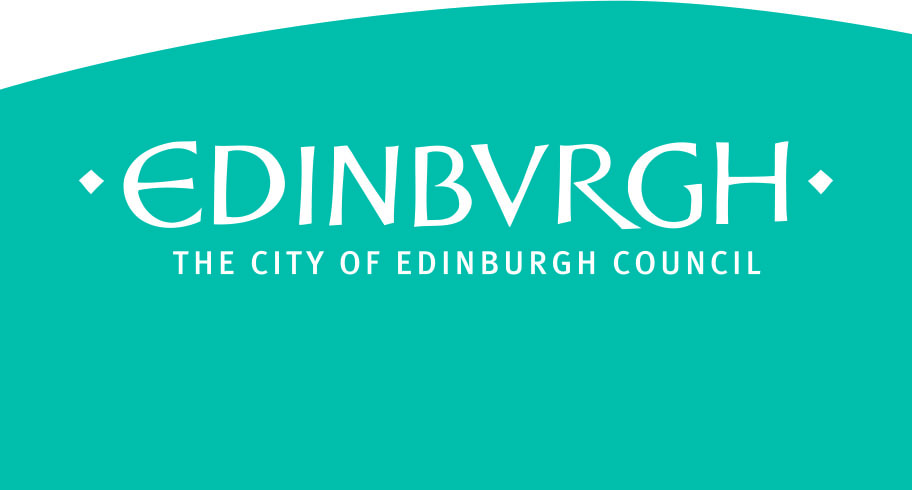 ·EDINBVRGH·
THE CITY OF EDINBURGH COUNCIL